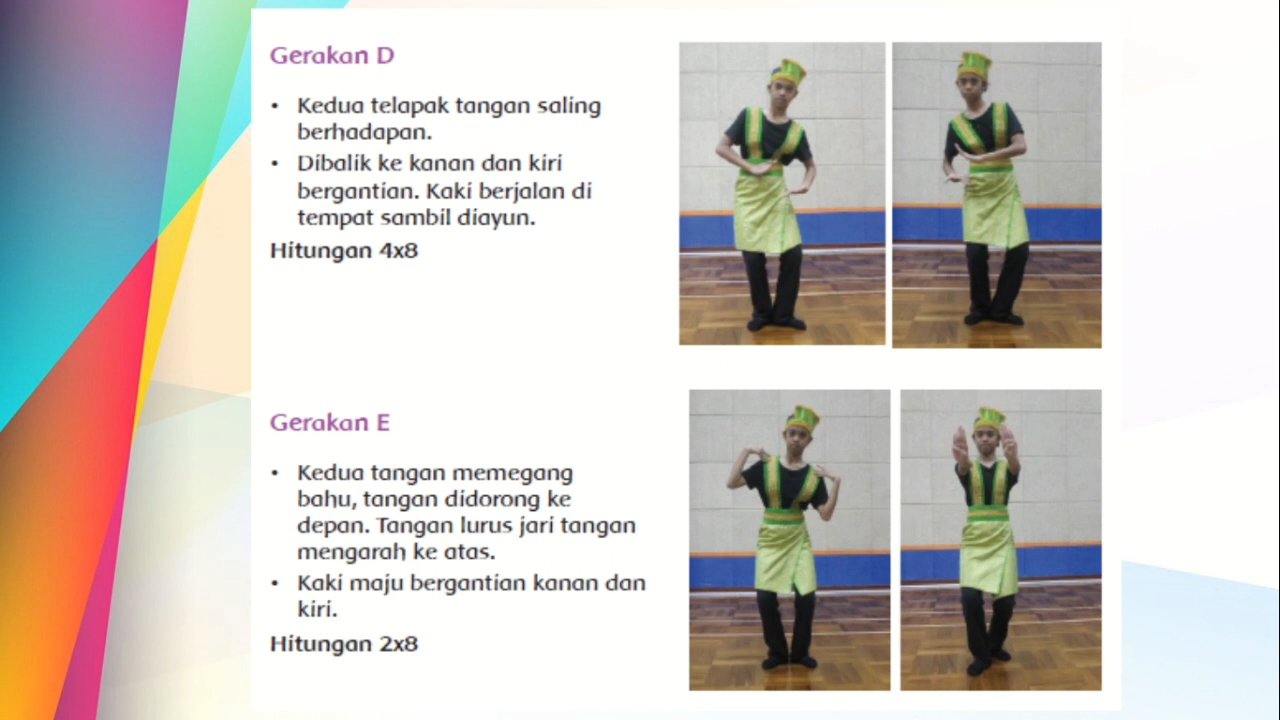 Gerakan D
• Kedua telapak tangan saling
berhadapan.
• Dibalik ke kanan dan kiri
bergantian. Kaki berjalan di
tempat sambil diayun.
Hitungan 4x8
Gerakan E
• Kedua tangan memegang
bahu, tangan didorong ke
depan. Tangan lurus jari tangan
mengarah ke atas.
• Kaki maju bergantian kanan dan
kiri.
Hitungan 2x8